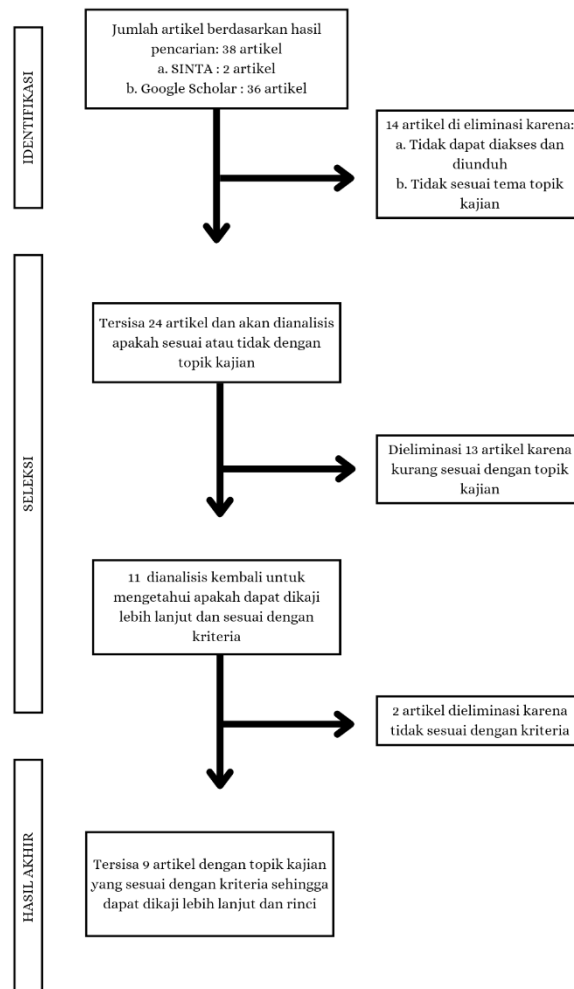 IDENTIFIKASI
Jumlah artikel berdasarkan hasil
pencarian: 38 artikel
a. SINTA : 2 artikel
b. Google Scholar : 36 artikel
14 artikel di eliminasi karena:
a. Tidak dapat diakses dan
diunduh
b. Tidak sesuai tema topik
kajian
SELEKSI
Tersisa 24 artikel dan akan dianalisis
apakah sesuai atau tidak dengan
topik kajian
Dieliminasi 13 artikel karena
kurang sesuai dengan topik
kajian
11 dianalisis kembali untuk
mengetahui apakah dapat dikaji
lebih lanjut dan sesuai dengan
kriteria
2 artikel dieliminasi karena
tidak sesuai dengan kriteria
HASIL AKHIR
Tersisa 9 artikel dengan topik kajian
yang sesuai dengan kriteria sehingga
dapat dikaji lebih lanjut dan rinci